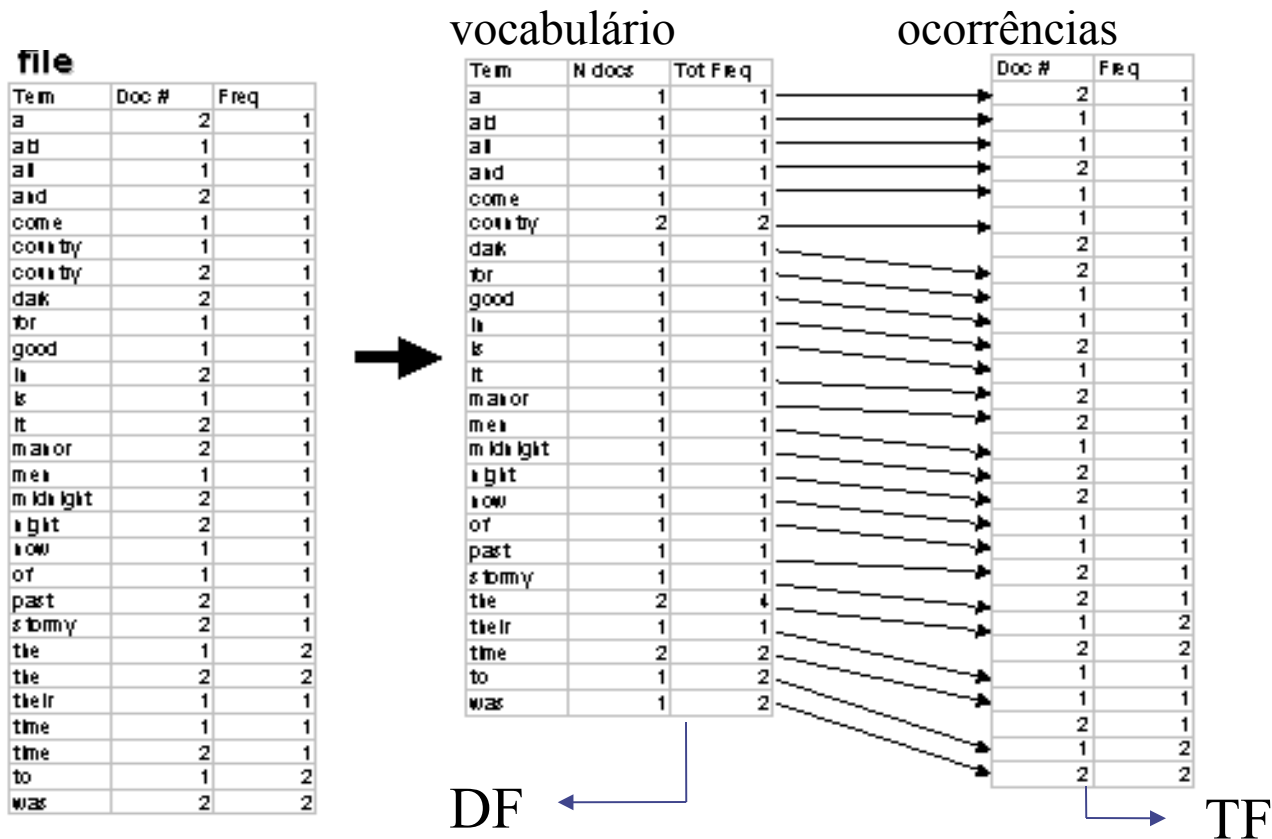 file
Term Doc # Freq
a 2 1
aid 1 1
all 1 1
and 2 1
come 1 1
country 1 1
country 2 1
dark 2 1
for 1 1
good 1 1
in 2 1
is 1 1
it 2 1
manor 2 1
men 1 1
midnight 2 1
night 2 1
now 1 1
of 1 1
past 2 1
stormy 2 1
the 1 2
the 2 2
their 1 1
time 1 1
time 2 1
to 1 2
was 2 2
vocabulário
Term N docs Tot Freq
a 1 1
aid 1 1
all 1 1
and 1 1
come 1 1
country 2 2
dark 1 1
for 1 1
good 1 1
in 1 1
is 1 1
it 1 1
manor 1 1
men 1 1
midnight 1 1
night 1 1
now 1 1
of 1 1
past 1 1
stormy 1 1
the 2 4
their 1 1
time 2 2
to 1 2
was 1 2
DF
ocorrências
Doc # Freq
2 1
1 1
1 1
2 1
1 1
1 1
2 1
2 1
1 1
1 1
2 1
1 1
2 1
2 1
1 1
2 1
2 1
1 1
1 1
2 1
2 1
1 2
2 2
1 1
1 1
2 1
1 2
2 2
TF